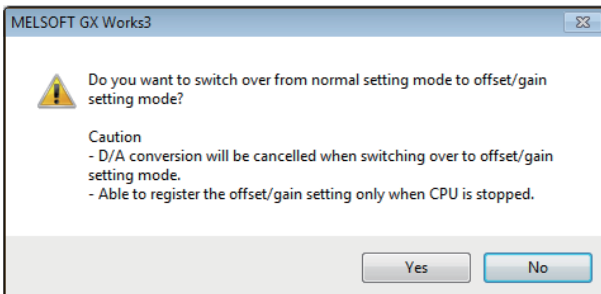 MELSOFT GX Works3
Do you want to switch over from normal setting mode to offset/gain
setting mode?
Caution
- D/A conversion will be cancelled when switching over to offset/gain
setting mode.
- Able to register the offset/gain setting only when CPU is stopped.
Yes
No